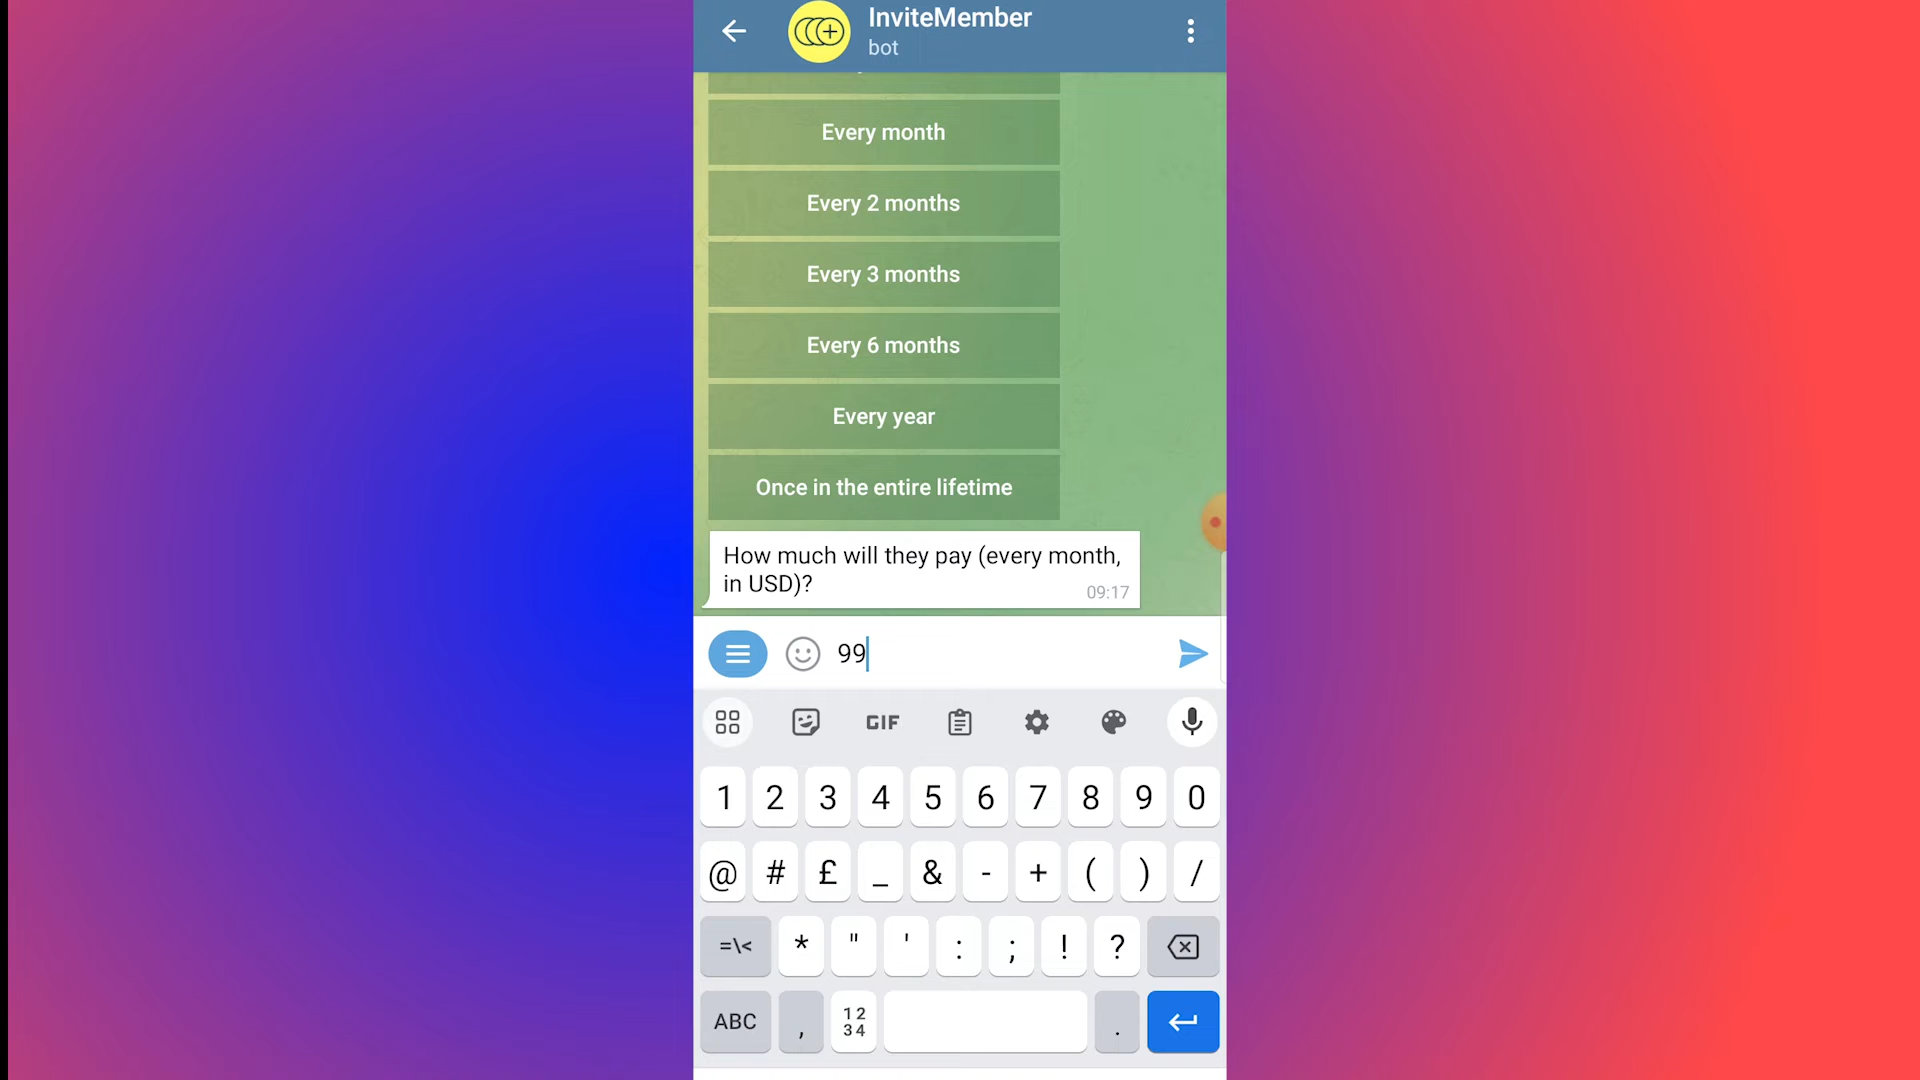 InviteMember
bot
Every month
Every 2 months
Every 3 months
Every 6 months
Every year
Once in the entire lifetime
How much will they pay (every month,
in USD)?
09:17
99
GIF
1 2 3 4 5 6 7 8 9 0
@ # £ _ & - + ( ) /
=\< * " ' : ; ! ?
ABC , 12 .
34